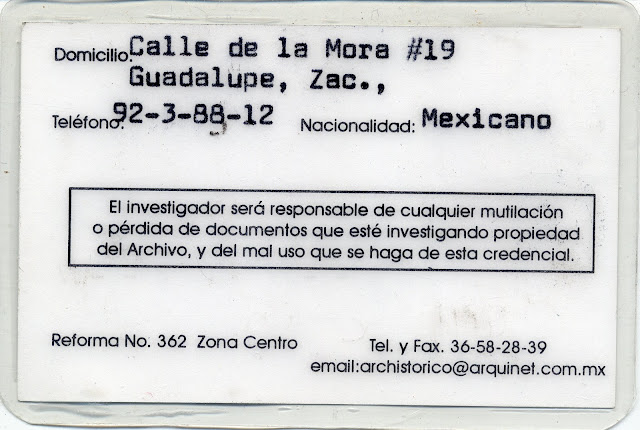 Domicilio: Calle de la Mora #19
Guadalupe, Zac.,
Teléfono: 92-3-88-12 Nacionalidad: Mexicano
El investigador será responsable de cualquier mutilación
o pérdida de documentos que esté investigando propiedad
del Archivo, y del mal uso que se haga de esta credencial.
Reforma No. 362 Zona Centro
Tel. y Fax. 36-58-28-39
email:archistorico@arquinet.com.mx